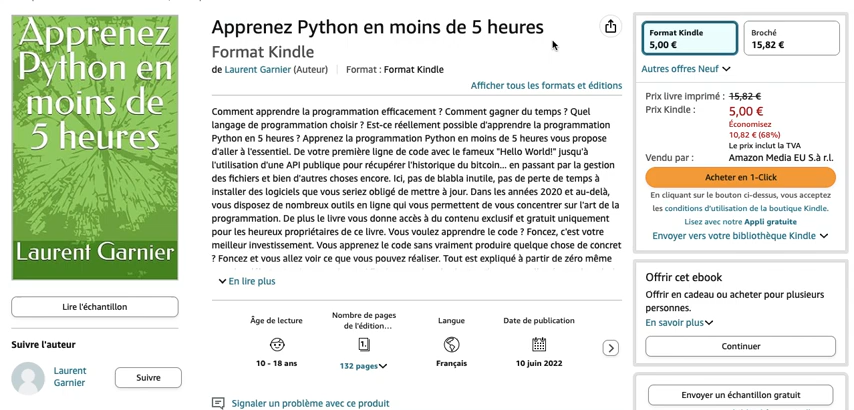 Apprenez
Python en
moins de
5 heures
Laurent Garnier
Lire l'échantillon
Suivre l'auteur
Laurent
Garnier
Suivre
Apprenez Python en moins de 5 heures
Format Kindle
de Laurent Garnier (Auteur) Format : Format Kindle
Afficher tous les formats et éditions
Comment apprendre la programmation efficacement ? Comment gagner du temps ? Quel
langage de programmation choisir ? Est-ce réellement possible d'apprendre la programmation
Python en 5 heures ? Apprenez la programmation Python en moins de 5 heures vous propose
d'aller à l'essentiel. De votre première ligne de code avec le fameux "Hello World!" jusqu'à
l'utilisation d'une API publique pour récupérer l'historique du bitcoin... en passant par la gestion
des fichiers et bien d'autres choses encore. Ici, pas de blabla inutile, pas de perte de temps à
installer des logiciels que vous seriez obligé de mettre à jour. Dans les années 2020 et au-delà,
vous disposez de nombreux outils en ligne qui vous permettent de vous concentrer sur l'art de la
programmation. De plus le livre vous donne accès à du contenu exclusif et gratuit uniquement
pour les heureux propriétaires de ce livre. Vous voulez apprendre le code ? Foncez, c'est votre
meilleur investissement. Vous apprenez le code sans vraiment produire quelque chose de concret
? Foncez et vous allez voir ce que vous pouvez réaliser. Tout est expliqué à partir de zéro même
En lire plus
Âge de lecture
10 - 18 ans
Nombre de pages
de l'édition...
132 pages
Langue
Français
Date de publication
10 juin 2022
Signaler un problème avec ce produit
Format Kindle
5,00 €
Broché
15,82 €
Autres offres Neuf
Prix livre imprimé : 15,82 €
Prix Kindle : 5,00 €
Économisez
10,82 € (68%)
Le prix inclut la TVA
Vendu par : Amazon Media EU S.à r.l.
Acheter en 1-Click
En cliquant sur le bouton ci-dessus, vous acceptez
les conditions d'utilisation de la boutique Kindle.
Lisez avec notre Appli gratuite
Envoyer vers votre bibliothèque Kindle
Offrir cet ebook
Offrir en cadeau ou acheter pour plusieurs
personnes.
En savoir plus
Continuer
Envoyer un échantillon gratuit